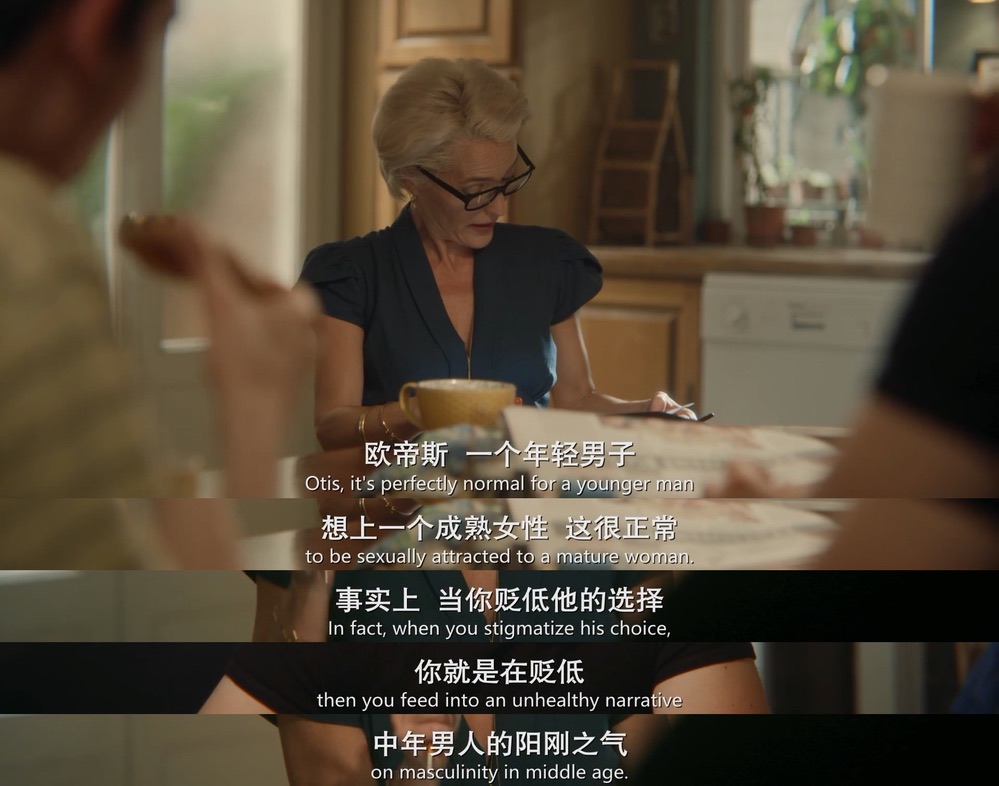 欧帝斯 一个年轻男子
Otis, it's perfectly normal for a younger man
想上一个成熟女性 这很正常
to be sexually attracted to a mature woman.
事实上 当你贬低他的选择
In fact, when you stigmatize his choice,
你就是在贬低
then you feed into an unhealthy narrative
中年男人的阳刚之气
on masculinity in middle age.